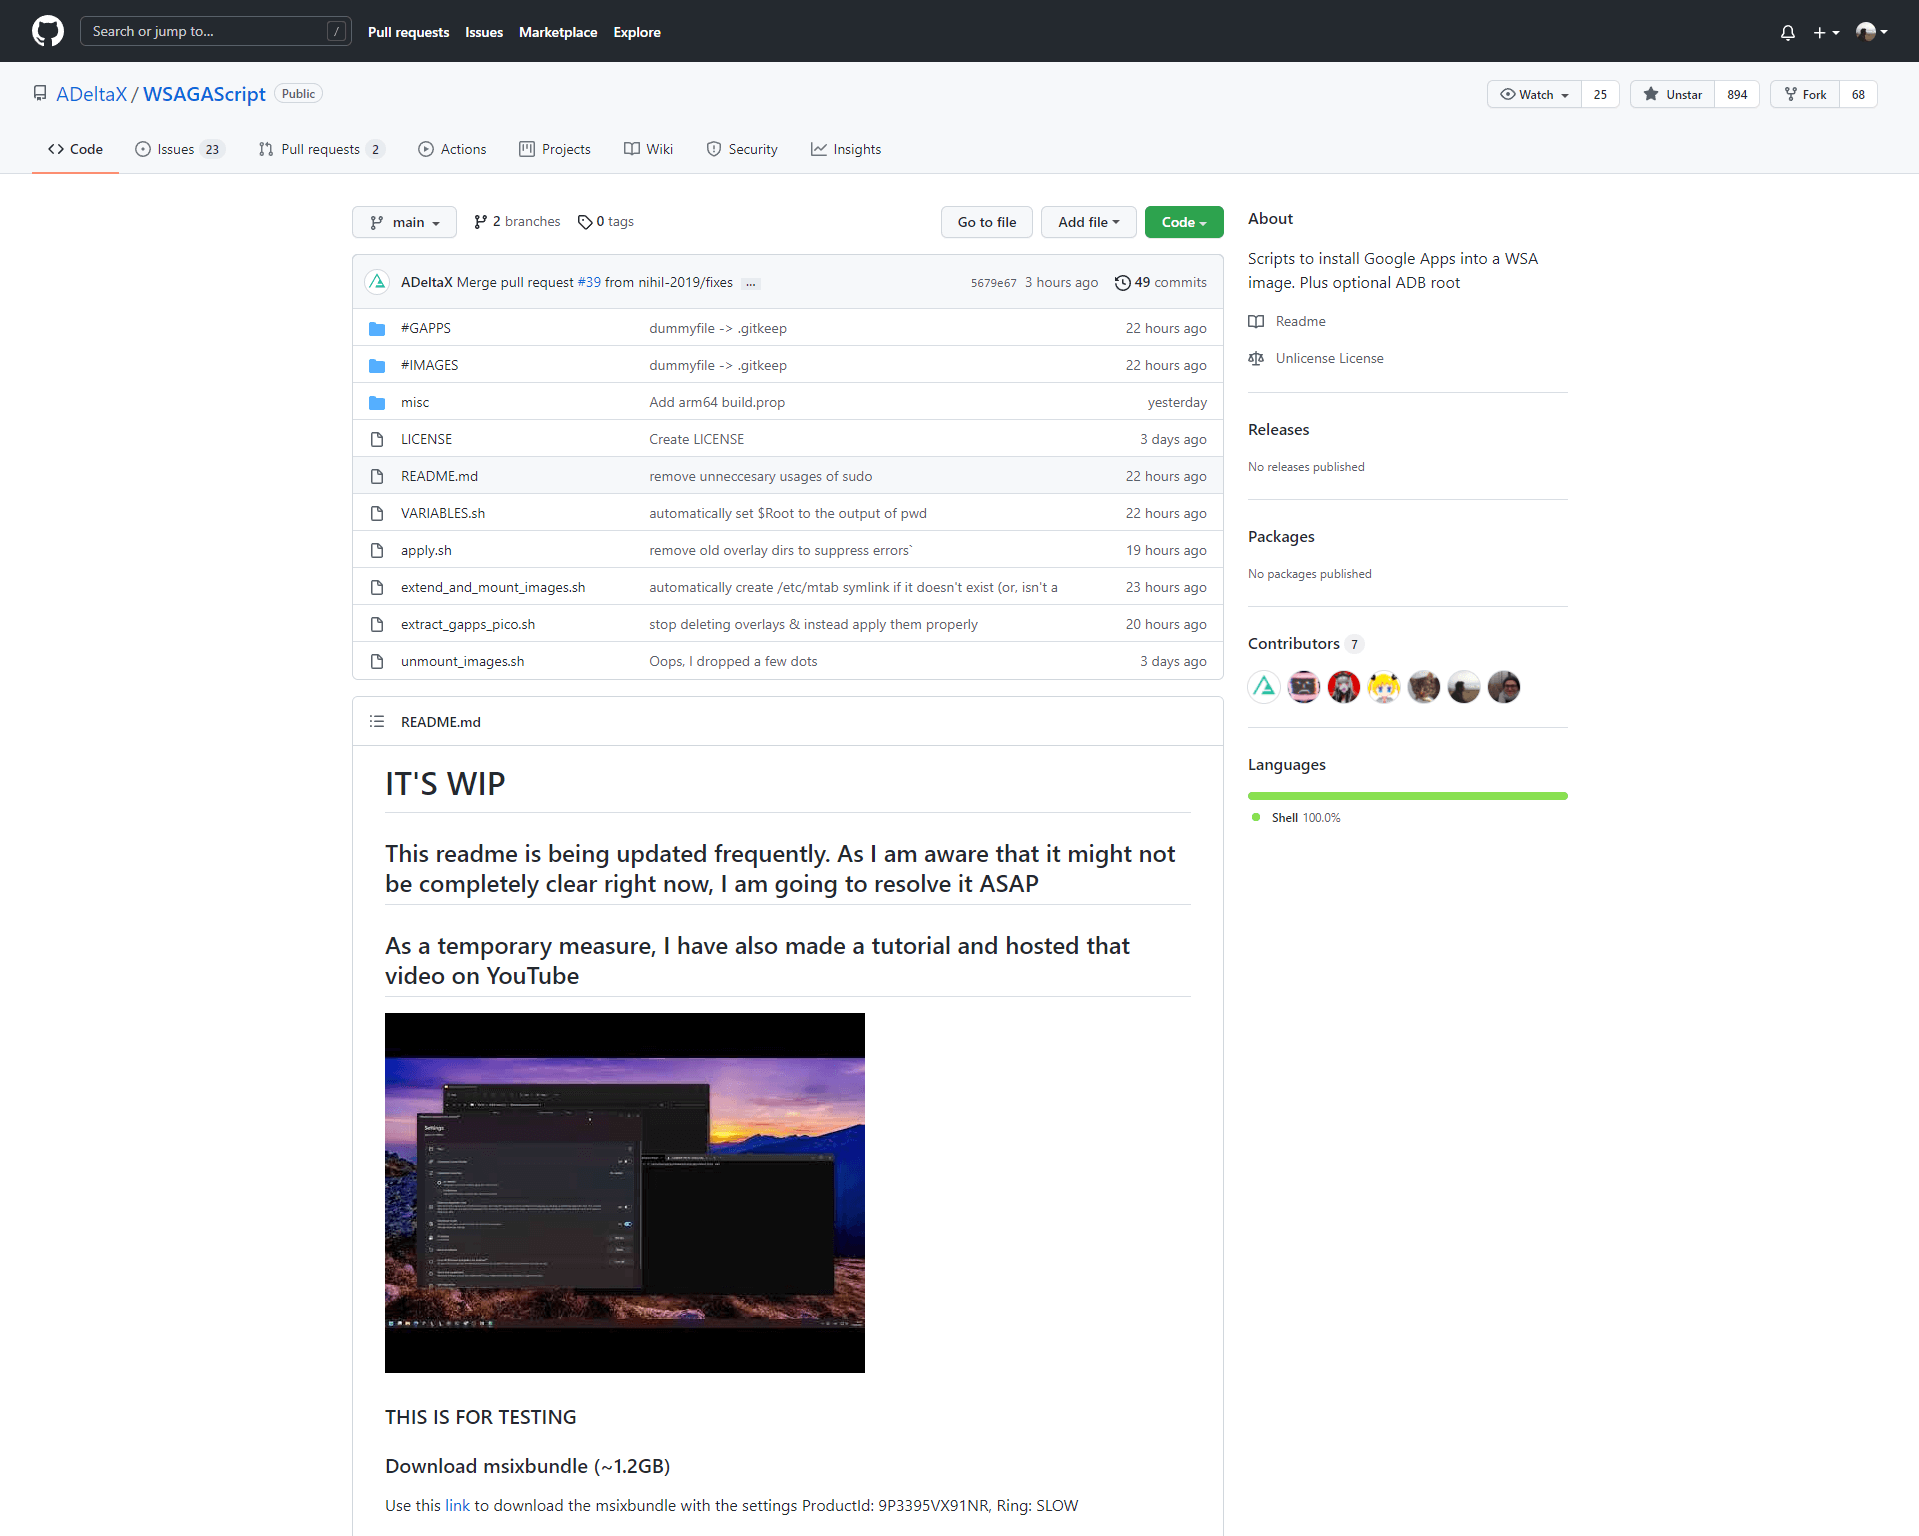 Search or jump to... /
Pull requests Issues Marketplace Explore
ADeltaX / WSAGAScript Public
Watch 25 Unstar 894 Fork 68
Code Issues 23 Pull requests 2 Actions Projects Wiki Security Insights
main 2 branches 0 tags Go to file Add file Code
ADeltaX Merge pull request #39 from nihil-2019/fixes ... 5679e67 3 hours ago 49 commits
#GAPPS dummyfile -> .gitkeep 22 hours ago
#IMAGES dummyfile -> .gitkeep 22 hours ago
misc Add arm64 build.prop yesterday
LICENSE Create LICENSE 3 days ago
README.md remove unneccesary usages of sudo 22 hours ago
VARIABLES.sh automatically set $Root to the output of pwd 22 hours ago
apply.sh remove old overlay dirs to suppress errors` 19 hours ago
extend_and_mount_images.sh automatically create /etc/mtab symlink if it doesn't exist (or, isn't a 23 hours ago
extract_gapps_pico.sh stop deleting overlays & instead apply them properly 20 hours ago
unmount_images.sh Oops, I dropped a few dots 3 days ago
README.md
IT'S WIP
This readme is being updated frequently. As I am aware that it might not
be completely clear right now, I am going to resolve it ASAP
As a temporary measure, I have also made a tutorial and hosted that
video on YouTube
Settings
THIS IS FOR TESTING
Download msixbundle (~1.2GB)
Use this link to download the msixbundle with the settings ProductId: 9P3395VX91NR, Ring: SLOW
About
Scripts to install Google Apps into a WSA
image. Plus optional ADB root
Readme
Unlicense License
Releases
No releases published
Packages
No packages published
Contributors 7
Languages
Shell 100.0%